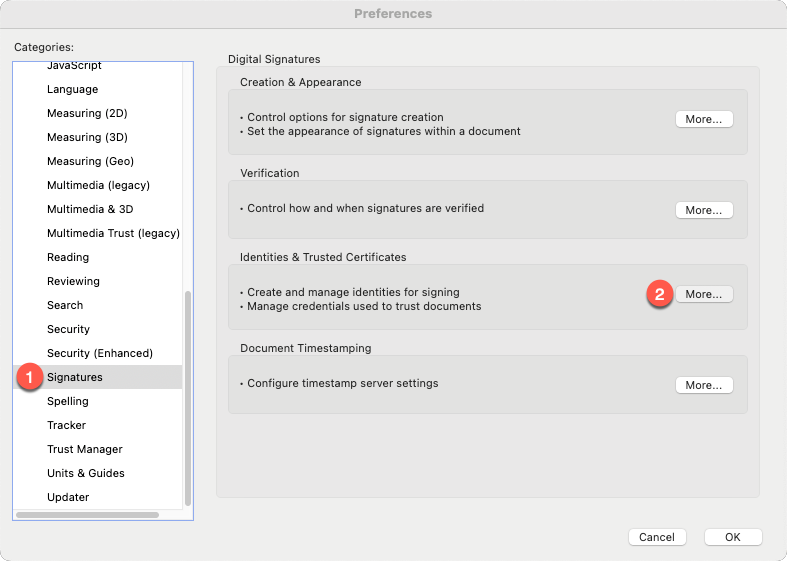 Preferences
Categories:
JavaScript
Language
Measuring (2D)
Measuring (3D)
Measuring (Geo)
Multimedia (legacy)
Multimedia & 3D
Multimedia Trust (legacy)
Reading
Reviewing
Search
Security
Security (Enhanced)
1 Signatures
Spelling
Tracker
Trust Manager
Units & Guides
Updater
Digital Signatures
Creation & Appearance
• Control options for signature creation
• Set the appearance of signatures within a document
More...
Verification
• Control how and when signatures are verified
More...
Identities & Trusted Certificates
• Create and manage identities for signing
• Manage credentials used to trust documents
2 More...
Document Timestamping
• Configure timestamp server settings
More...
Cancel OK